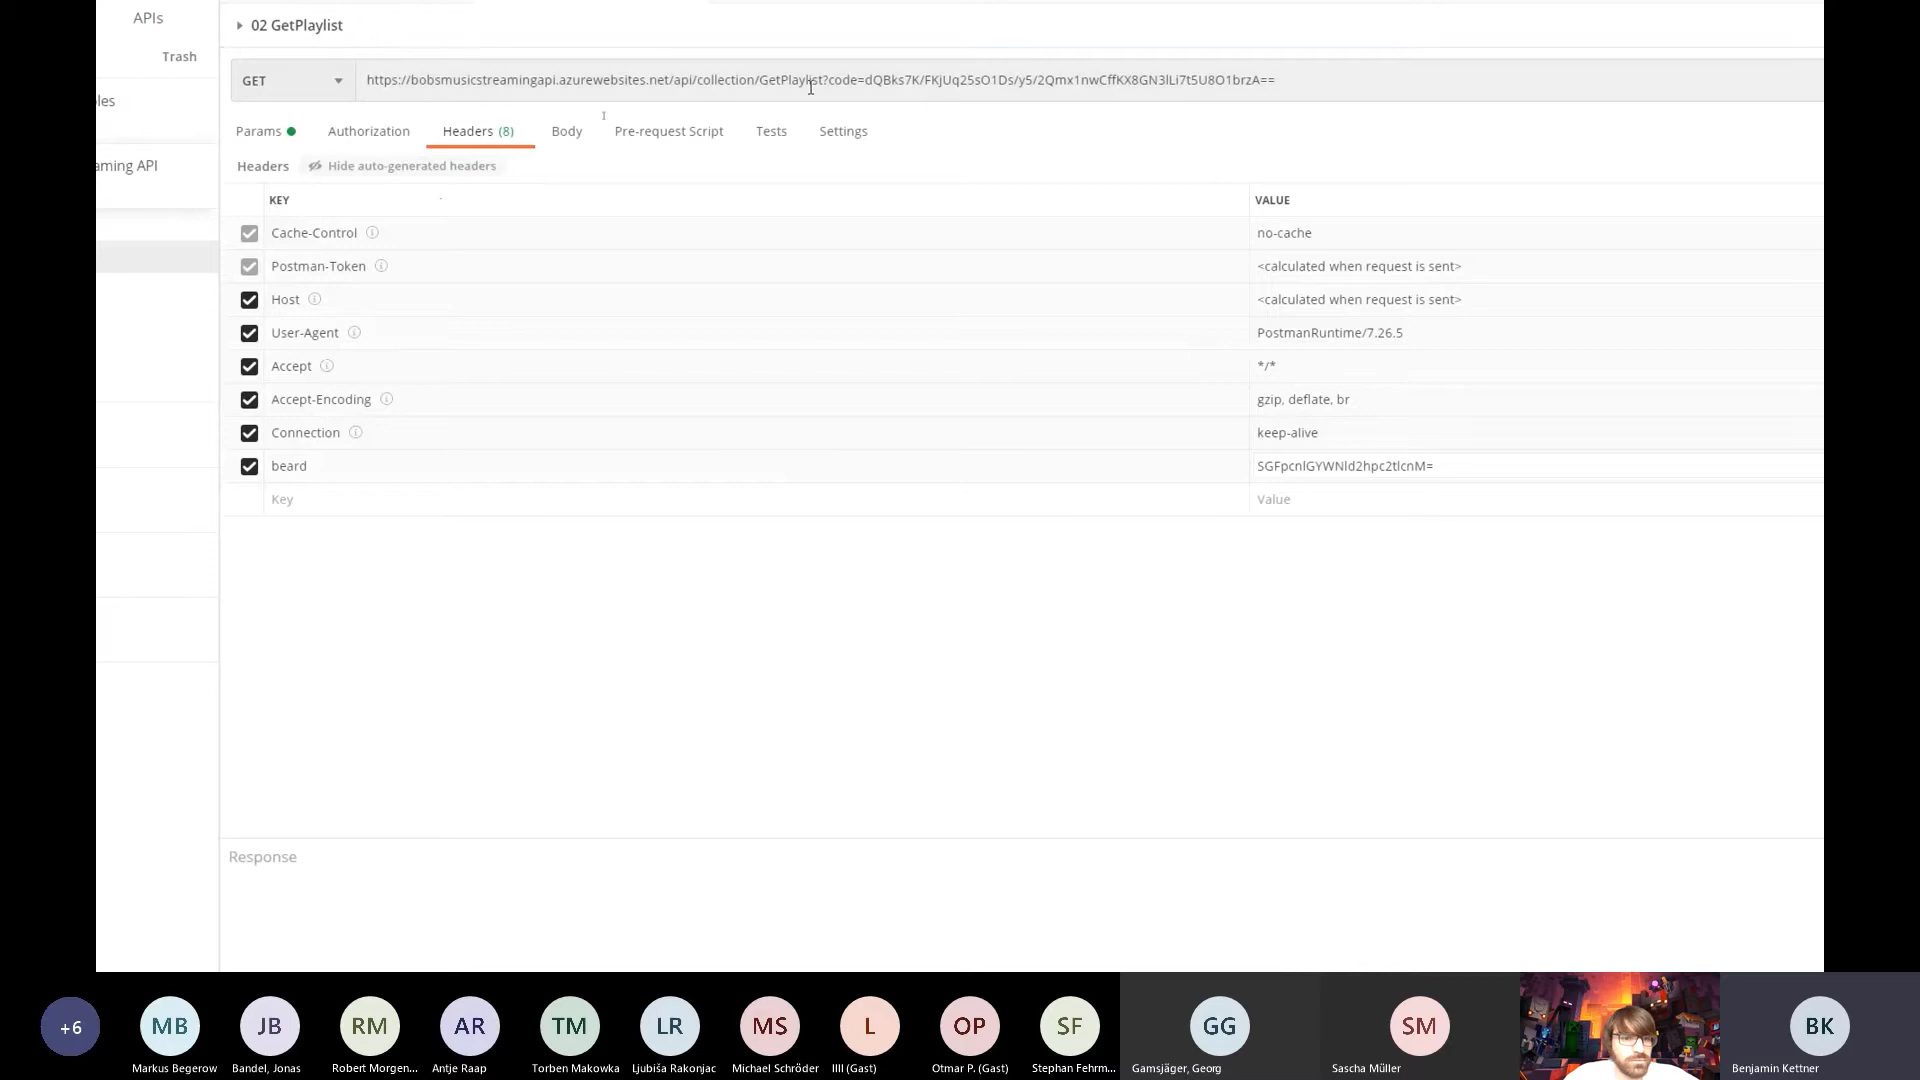 APIs
Trash
02 GetPlaylist
GET
https://bobsmusicstreamingapi.azurewebsites.net/api/collection/GetPlaylist?code=dQBks7K/FKjUq25sO1Ds/y5/2Qmx1nwCffKX8GN3lLi7t5U8O1brzA==
Params Authorization Headers (8) Body Pre-request Script Tests Settings
Headers Hide auto-generated headers
KEY VALUE
Cache-Control no-cache
Postman-Token <calculated when request is sent>
Host <calculated when request is sent>
User-Agent PostmanRuntime/7.26.5
Accept */*
Accept-Encoding gzip, deflate, br
Connection keep-alive
beard SGFpcnlGYWNld2hpc2tlcnM=
Key Value
les
aming API
Response
+6 MB JB RM AR TM LR MS L OP SF GG SM BK
Markus Begerow Bandel, Jonas Robert Morgen... Antje Raap Torben Makowka Ljubiša Rakonjac Michael Schröder IIII (Gast) Otmar P. (Gast) Stephan Fehrm... Gamsjäger, Georg Sascha Müller Benjamin Kettner